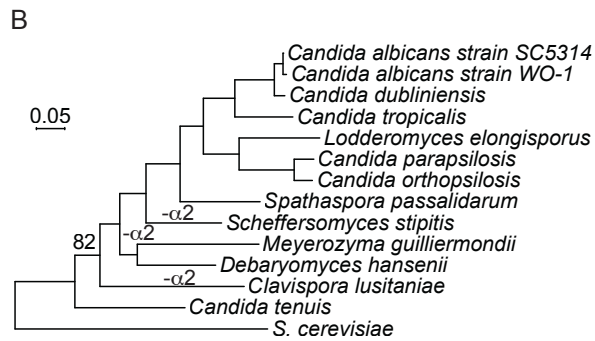 B
Candida albicans strain SC5314
Candida albicans strain WO-1
0.05
Candida dubliniensis
Candida tropicalis
Lodderomyces elongisporus
Candida parapsilosis
Candida orthopsilosis
Spathaspora passalidarum
-α2
Scheffersomyces stipitis
-α2
82
Meyerozyma guilliermondii
Debaryomyces hansenii
-α2
Clavispora lusitaniae
Candida tenuis
S. cerevisiae